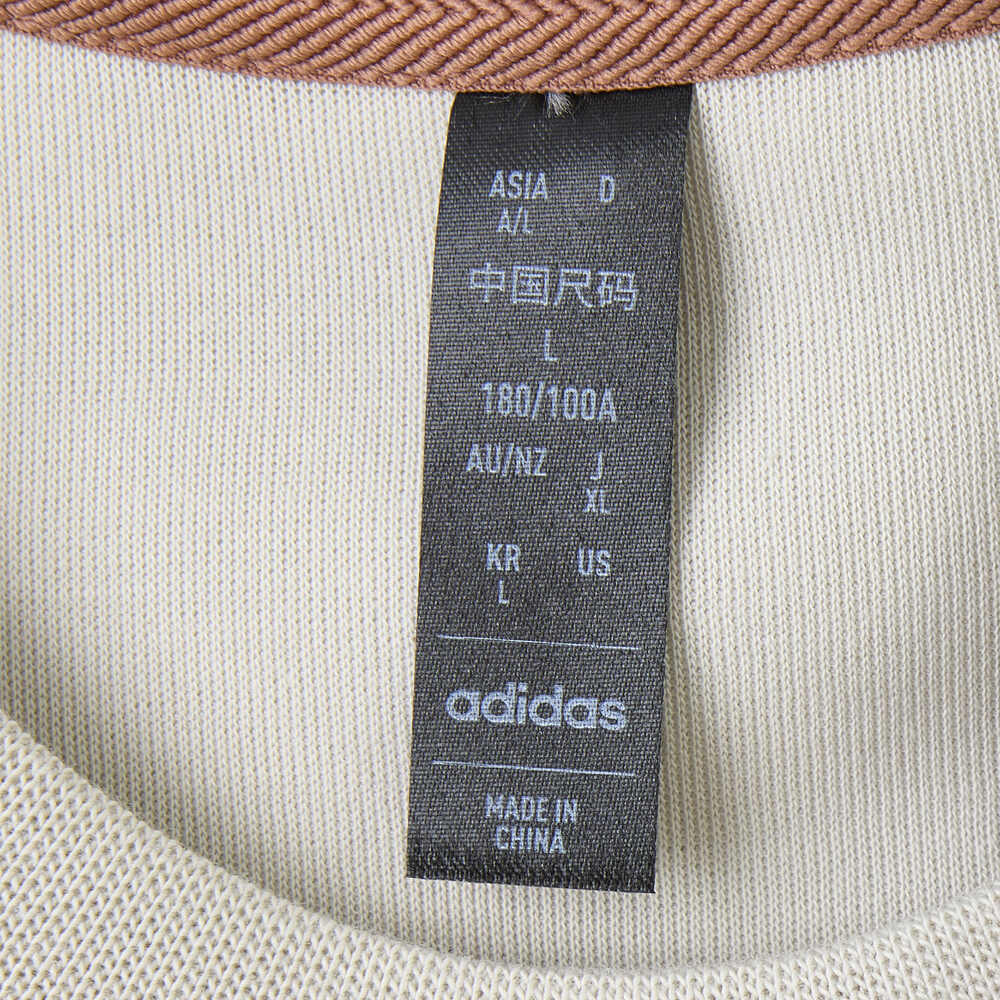 ASIA D
A/L
中国尺码
L
180/100A
AU/NZ J
XL
KR US
L
adidas
MADE IN
CHINA